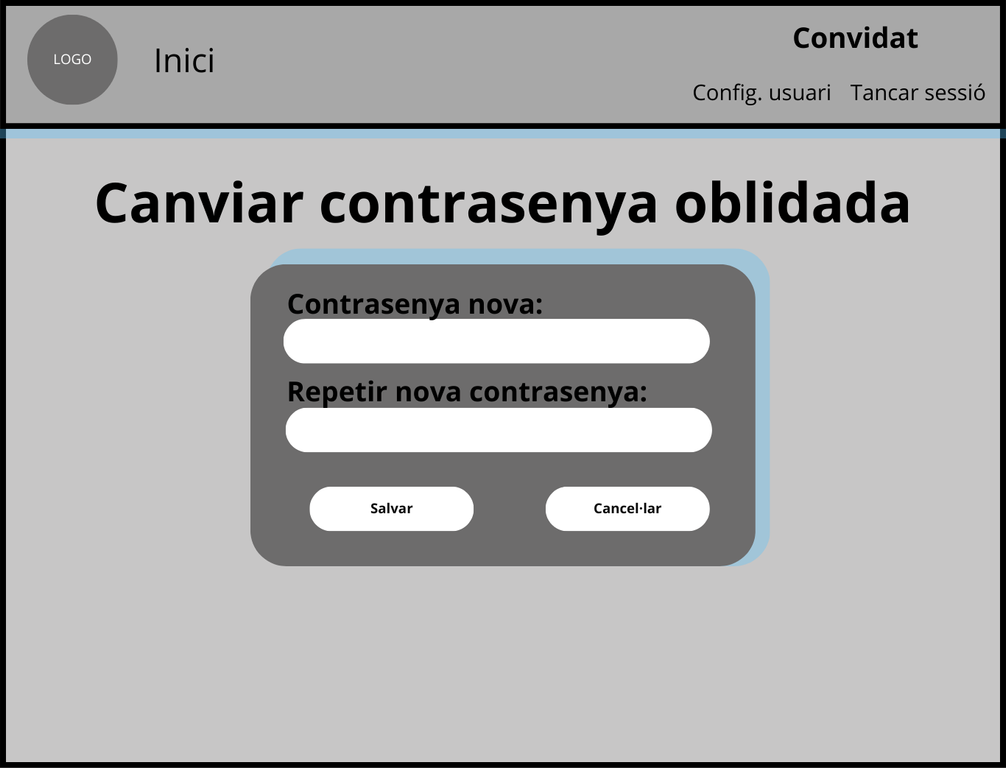 LOGO
Inici
Convidat
Config. usuari
Tancar sessió
Canviar contrasenya oblidada
Contrasenya nova:
Repetir nova contrasenya:
Salvar
Cancel·lar